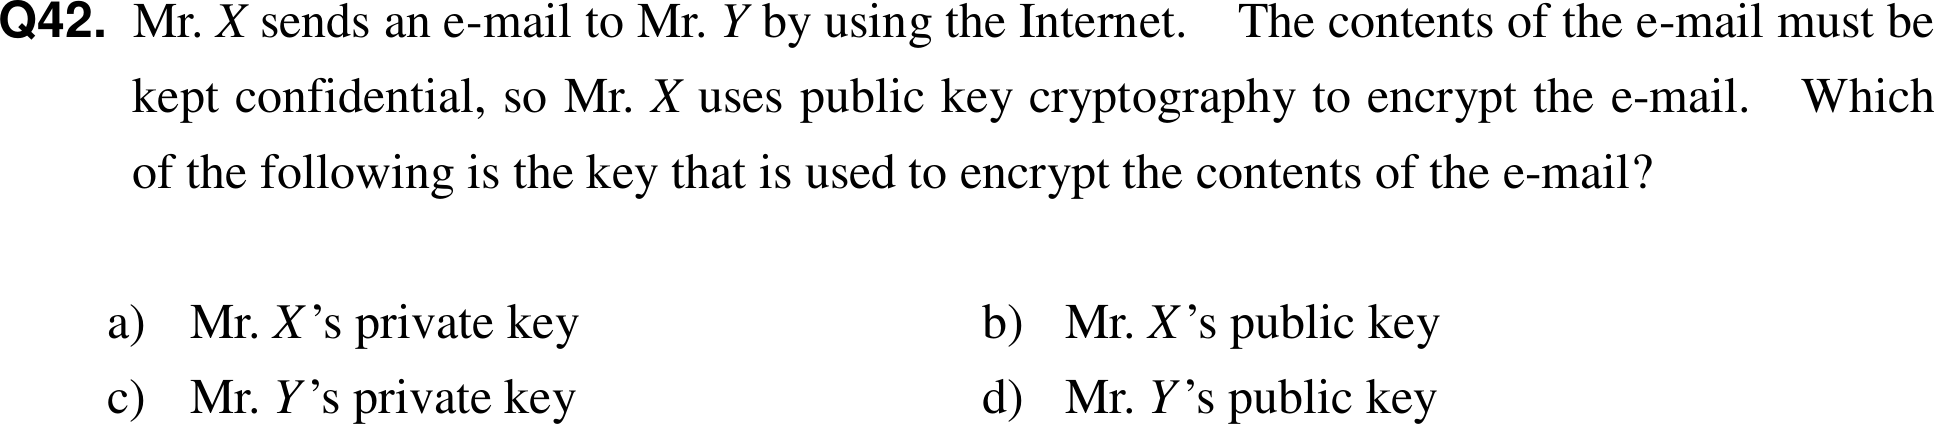 Q42. Mr. X sends an e-mail to Mr. Y by using the Internet. The contents of the e-mail must be
kept confidential, so Mr. X uses public key cryptography to encrypt the e-mail. Which
of the following is the key that is used to encrypt the contents of the e-mail?
a) Mr. X’s private key b) Mr. X’s public key
c) Mr. Y’s private key d) Mr. Y’s public key